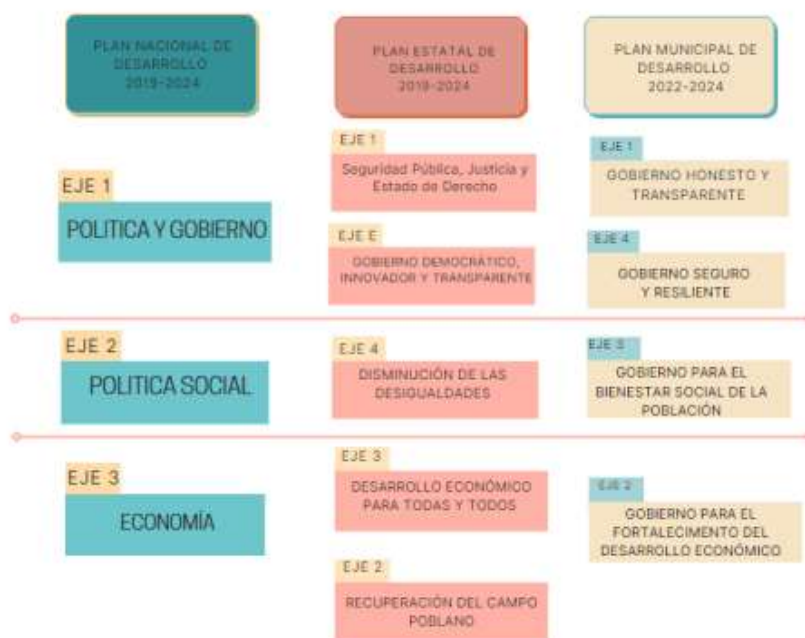 PLAN NACIONAL DE
DESARROLLO
2019-2024
PLAN ESTATAL DE
DESARROLLO
2019-2024
PLAN MUNICIPAL DE
DESARROLLO
2022-2024
EJE 1
POLITICA Y GOBIERNO
EJE 1
Seguridad Pública, Justicia y
Estado de Derecho
EJE E
GOBIERNO DEMOCRÁTICO,
INNOVADOR Y TRANSPARENTE
EJE 1
GOBIERNO HONESTO Y
TRANSPARENTE
EJE 4
GOBIERNO SEGURO
Y RESILIENTE
EJE 2
POLITICA SOCIAL
EJE 4
DISMINUCIÓN DE LAS
DESIGUALDADES
EJE 3
GOBIERNO PARA EL
BIENESTAR SOCIAL DE LA
POBLACIÓN
EJE 3
ECONOMÍA
EJE 3
DESARROLLO ECONÓMICO
PARA TODAS Y TODOS
EJE 2
RECUPERACIÓN DEL CAMPO
POBLANO
EJE 2
GOBIERNO PARA EL
FORTALECIMENTO DEL
DESARROLLO ECONÓMICO